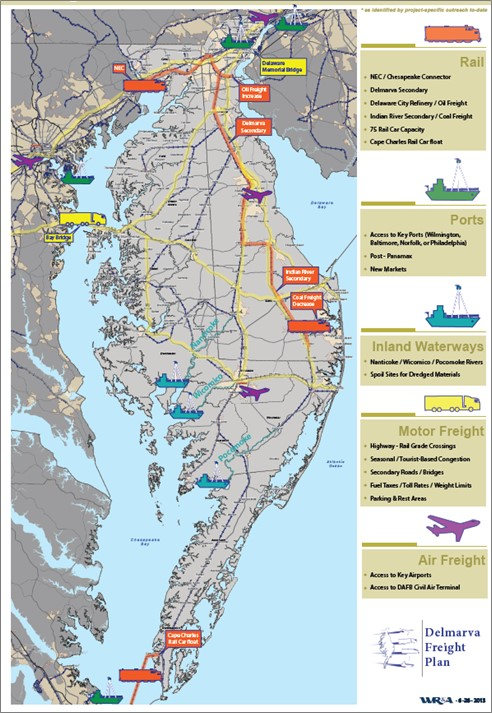 * as identified by project-specific outreach to-date
Rail
NEC / Chesapeake Connector
Delmarva Secondary
Delaware City Refinery / Oil Freight
Indian River Secondary / Coal Freight
75 Rail Car Capacity
Cape Charles Rail Car float
Ports
Access to Key Ports (Wilmington,
Baltimore, Norfolk, or Philadelphia)
Post - Panamax
New Markets
Inland Waterways
Nanticoke / Wicomico / Pocomoke Rivers
Spoil Sites for Dredged Materials
Motor Freight
Highway - Rail Grade Crossings
Seasonal / Tourist-Based Congestion
Secondary Roads / Bridges
Fuel Taxes / Toll Rates / Weight Limits
Parking & Rest Areas
Air Freight
Access to Key Airports
Access to DAFB Civil Air Terminal
Delmarva
Freight
Plan
WR&A - 6-26-2013
NEC
Delaware
Memorial Bridge
Oil Freight
Increase
Delmarva
Secondary
Delaware
Bay
Bay Bridge
Indian River
Secondary
Coal Freight
Decrease
Nanticoke
Wicomico
Pocomoke
Atlantic
Ocean
Chesapeake
Bay
Cape Charles
Rail Car float